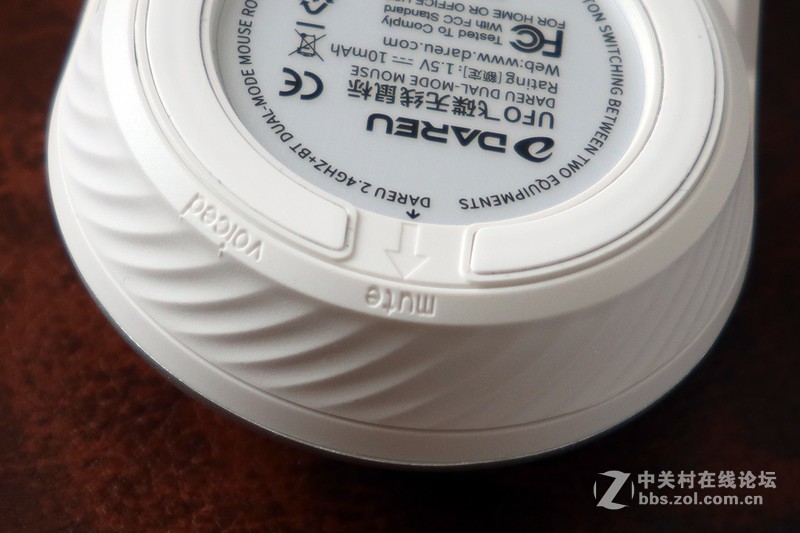 DAREU
UFO飞碟无线鼠标
DAREU DUAL-MODE MOUSE
Rating[额定]:1.5V 10mAh
Web:www.dareu.com
CE
FC
Tested To Comply
With FCC Standard
FOR HOME OR OFFICE
DAREU 2.4GHZ+BT DUAL-MODE MOUSE
SWITCHING BETWEEN TWO EQUIPMENTS
voiced
mute
中关村在线论坛
bbs.zol.com.cn